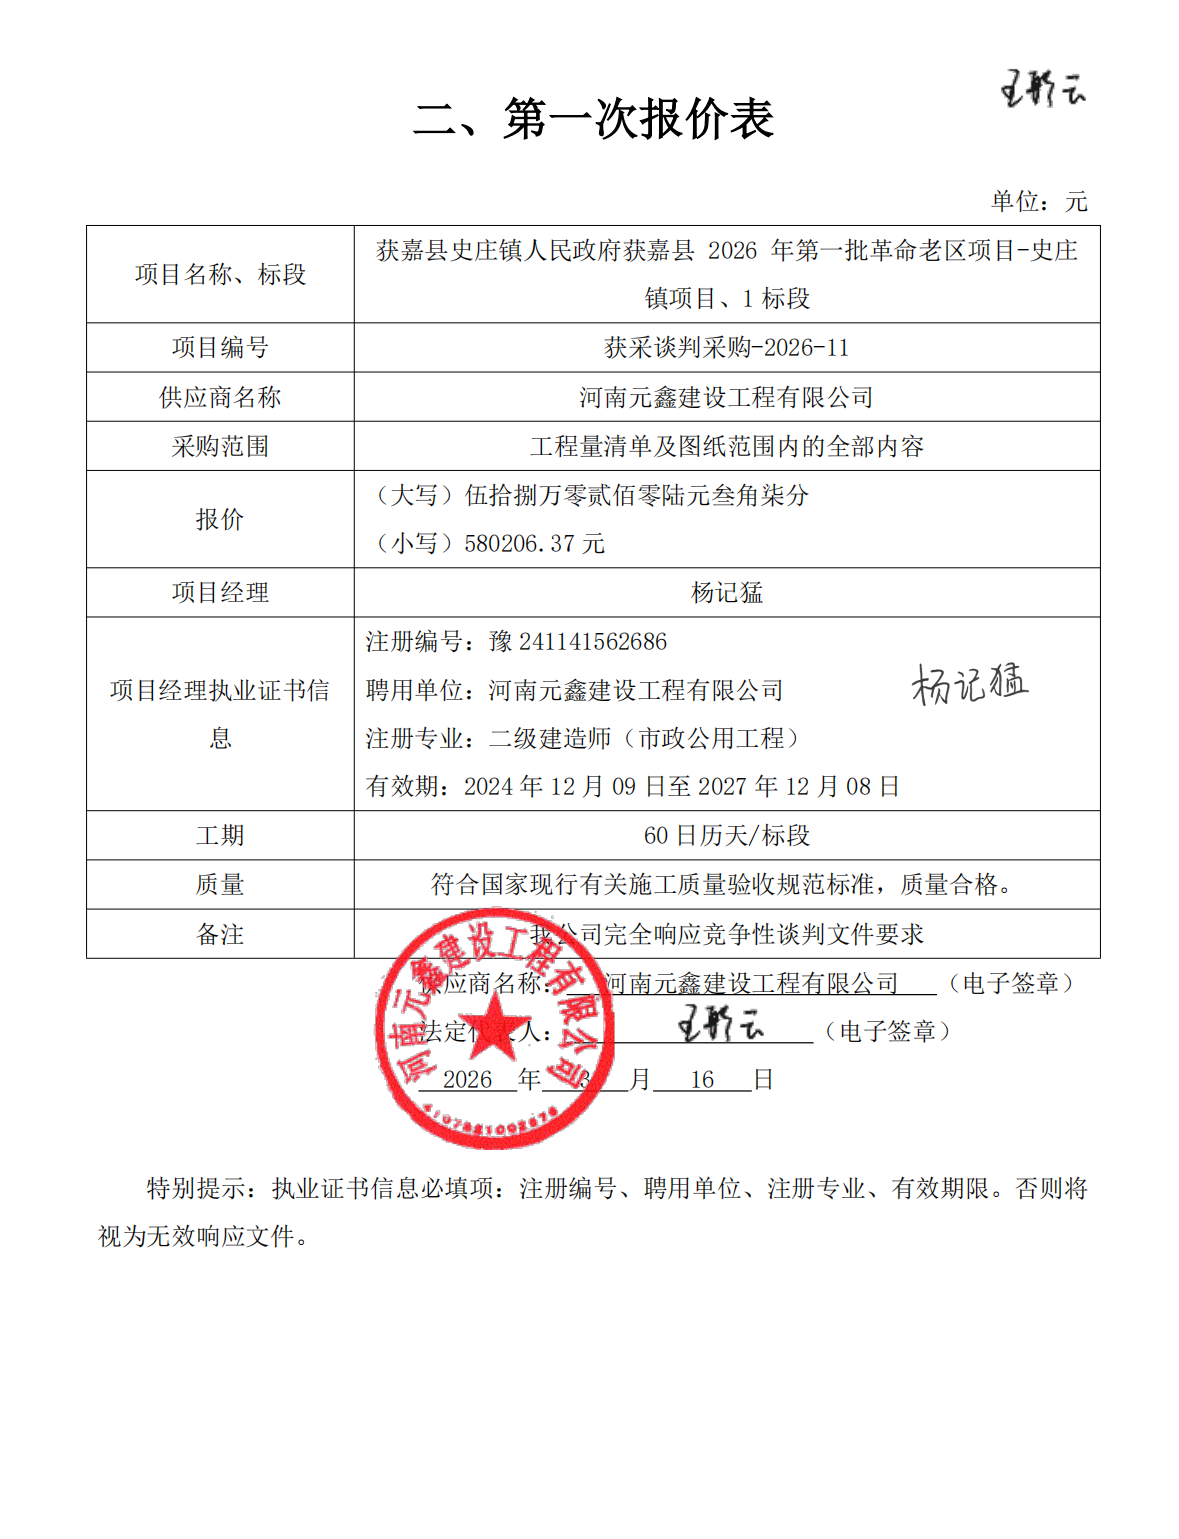 二、第一次报价表
单位：元
项目名称、标段
获嘉县史庄镇人民政府获嘉县 2026 年第一批革命老区项目-史庄
镇项目、1 标段
项目编号
获采谈判采购-2026-11
供应商名称
河南元鑫建设工程有限公司
采购范围
工程量清单及图纸范围内的全部内容
报价
（大写）伍拾捌万零贰佰零陆元叁角柒分
（小写）580206.37 元
项目经理
杨记猛
项目经理执业证书信
息
注册编号：豫 241141562686
聘用单位：河南元鑫建设工程有限公司
杨记猛
注册专业：二级建造师（市政公用工程）
有效期：2024 年 12 月 09 日至 2027 年 12 月 08 日
工期
60 日历天/标段
质量
符合国家现行有关施工质量验收规范标准，质量合格。
备注
我公司完全响应竞争性谈判文件要求
供应商名称： 河南元鑫建设工程有限公司 （电子签章）
法定代表人： （电子签章）
2026 年 3 月 16 日
河南元鑫建设工程有限公司
特别提示：执业证书信息必填项：注册编号、聘用单位、注册专业、有效期限。否则将
视为无效响应文件。